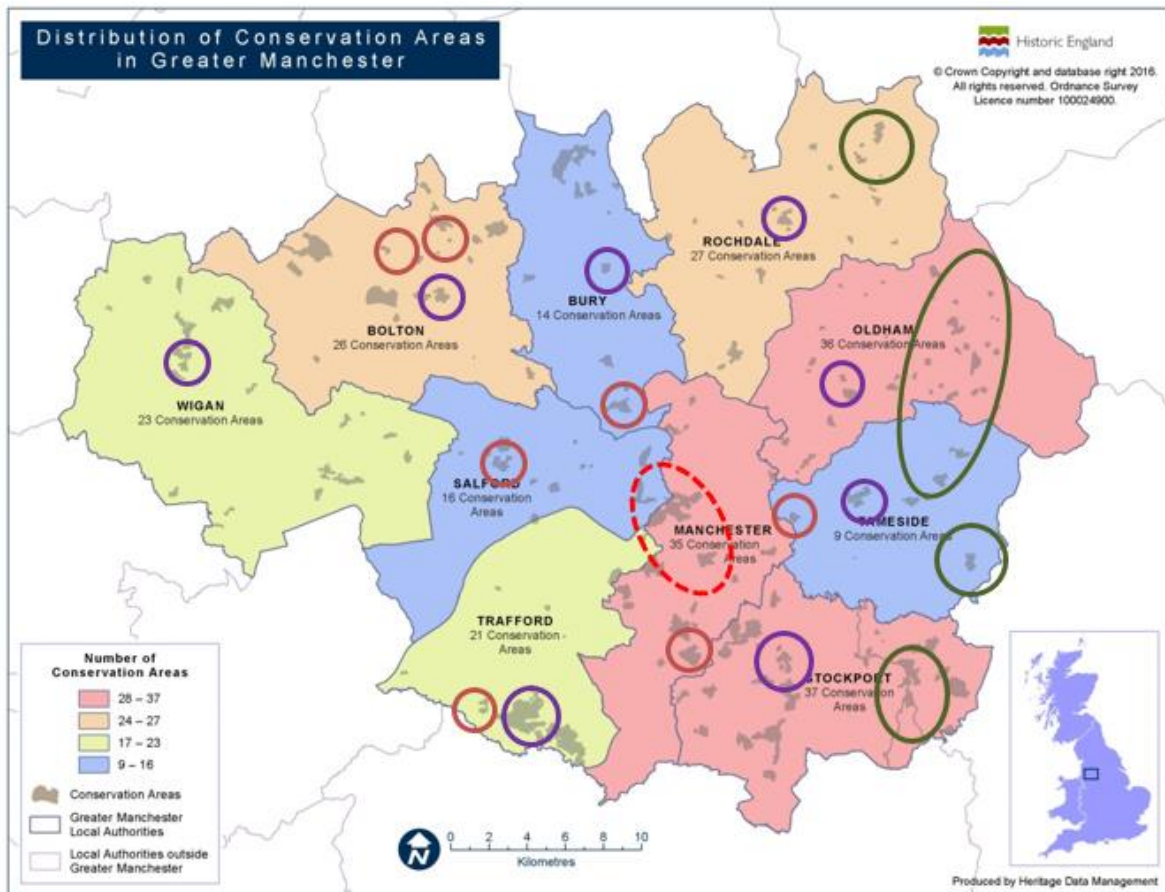 Distribution of Conservation Areas
in Greater Manchester
Historic England
© Crown Copyright and database right 2016.
All rights reserved. Ordnance Survey
Licence number 100024900.
ROCHDALE
27 Conservation Areas
BURY
14 Conservation Areas
BOLTON
26 Conservation Areas
OLDHAM
36 Conservation Areas
WIGAN
23 Conservation Areas
SALFORD
16 Conservation
Areas
MANCHESTER
35 Conservation
Areas
TAMESIDE
9 Conservation Areas
TRAFFORD
21 Conservation -
Areas
STOCKPORT
37 Conservation
Areas
Number of
Conservation Areas
28 – 37
24 – 27
17 – 23
9 – 16
Conservation Areas
Greater Manchester
Local Authorities
Local Authorities outside
Greater Manchester
N
0 2 4 6 8 10
Kilometres
Produced by Heritage Data Management